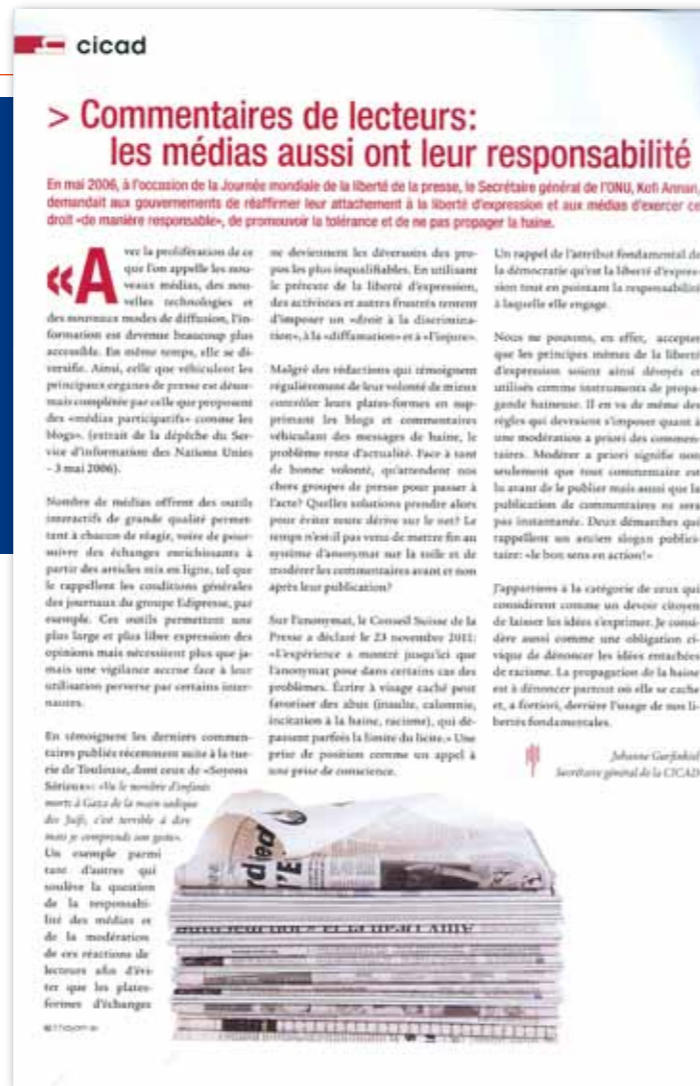 cicad
> Commentaires de lecteurs:
les médias aussi ont leur responsabilité
En mai 2006, à l'occasion de la Journée mondiale de la liberté de la presse, le Secrétaire général de l'ONU, Kofi Annan,
demandait aux gouvernements de réaffirmer leur attachement à la liberté d'expression et aux médias d'exercer ce
droit «de manière responsable», de promouvoir la tolérance et de ne pas propager la haine.
«Avec la prolifération de ce
que l'on appelle les nou-
veaux médias, des nou-
velles technologies et
des nouveaux modes de diffusion, l'in-
formation est devenue beaucoup plus
accessible. En même temps, elle se di-
versifie. Ainsi, celle que véhiculent les
principaux organes de presse est désor-
mais complétée par celle que proposent
des «médias participatifs» comme les
blogs». (extrait de la dépêche du Ser-
vice d'information des Nations Unies
- 3 mai 2006).
Nombre de médias offrent des outils
interactifs de grande qualité permet-
tant à chacun de réagir, voire de pour-
suivre des échanges enrichissants à
partir des articles mis en ligne, tel que
le rappellent les conditions générales
des journaux du groupe Edipresse, par
exemple. Ces outils permettent une
plus large et plus libre expression des
opinions mais nécessitent plus que ja-
mais une vigilance accrue face à leur
utilisation perverse par certains inter-
nautes.
En témoignent les derniers commen-
taires publiés récemment suite à la tue-
rie de Toulouse, dont ceux de «Soyons
Sérieux»: «Vu le nombre d'enfants
morts à Gaza de la main sadique
des Juifs, c'est terrible à dire
mais je comprends son geste».
Un exemple parmi
tant d'autres qui
soulève la question
de la responsabi-
lité des médias et
de la modération
de ces réactions de
lecteurs afin d'évi-
ter que les plates-
formes d'échanges
ne deviennent les déversoirs des pro-
pos les plus inqualifiables. En utilisant
le prétexte de la liberté d'expression,
des activistes et autres frustrés tentent
d'imposer un «droit à la discrimina-
tion», à la «diffamation» et à «l'injure».
Malgré des rédactions qui témoignent
régulièrement de leur volonté de mieux
contrôler leurs plates-formes en sup-
primant les blogs et commentaires
véhiculant des messages de haine, le
problème reste d'actualité. Face à tant
de bonne volonté, qu'attendent nos
chers groupes de presse pour passer à
l'acte? Quelles solutions prendre alors
pour éviter toute dérive sur le net? Le
temps n'est-il pas venu de mettre fin au
système d'anonymat sur la toile et de
modérer les commentaires avant et non
après leur publication?
Sur l'anonymat, le Conseil Suisse de la
Presse a déclaré le 23 novembre 2011:
«L'expérience a montré jusqu'ici que
l'anonymat pose dans certains cas des
problèmes. Écrire à visage caché peut
favoriser des abus (insulte, calomnie,
incitation à la haine, racisme), qui dé-
passent parfois la limite du licite.» Une
prise de position comme un appel à
une prise de conscience.
Un rappel de l'attribut fondamental de
la démocratie qu'est la liberté d'expres-
sion tout en pointant la responsabilité
à laquelle elle engage.
Nous ne pouvons, en effet, accepter
que les principes mêmes de la liberté
d'expression soient ainsi dévoyés et
utilisés comme instruments de propa-
gande haineuse. Il en va de même des
règles qui devraient s'imposer quant à
une modération a priori des commen-
taires. Modérer a priori signifie non
seulement que tout commentaire est
lu avant de le publier mais aussi que la
publication de commentaires ne sera
pas instantanée. Deux démarches qui
rappellent un ancien slogan publici-
taire: «le bon sens en action!»
J'appartiens à la catégorie de ceux qui
considèrent comme un devoir citoyen
de laisser les idées s'exprimer. Je consi-
dère aussi comme une obligation ci-
vique de dénoncer les idées entachées
de racisme. La propagation de la haine
est à dénoncer partout où elle se cache
et, a fortiori, derrière l'usage de nos li-
bertés fondamentales.
Johanne Gurfinkiel
Secrétaire général de la CICAD